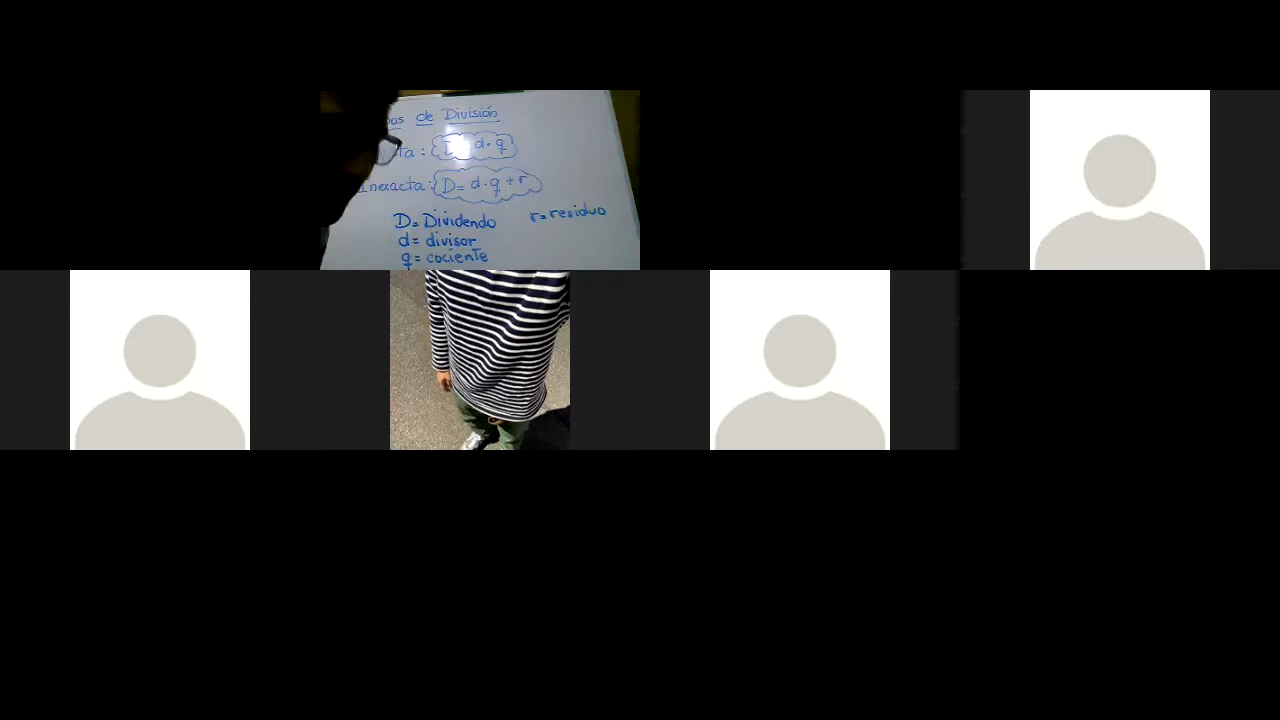 de División
: D= d·q
Inexacta: D= d·q + r
D= Dividendo r= residuo
d= divisor
q= cociente